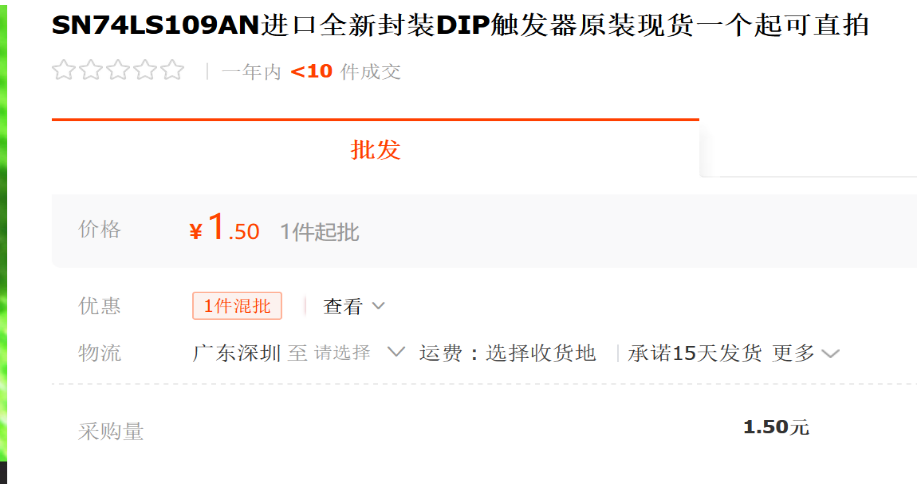 SN74LS109AN进口全新封装DIP触发器原装现货一个起可直拍
一年内 <10 件成交
批发
价格 ¥1.50 1件起批
优惠 1件混批 查看
物流 广东深圳 至 请选择 运费：选择收货地 承诺15天发货 更多
采购量 1.50元